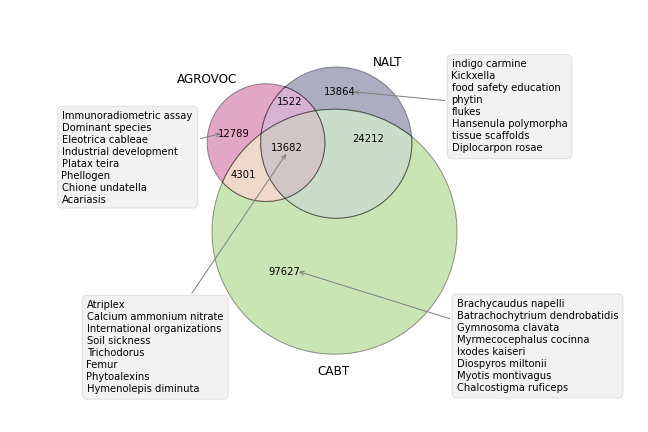 NALT
AGROVOC
indigo carmine
Kickxella
food safety education
phytin
flukes
Hansenula polymorpha
tissue scaffolds
Diplocarpon rosae
13864
1522
Immunoradiometric assay
Dominant species
Eleotrica cableae
Industrial development
Platax teira
Phellogen
Chione undatella
Acariasis
12789
24212
13682
4301
97627
Atriplex
Calcium ammonium nitrate
International organizations
Soil sickness
Trichodorus
Femur
Phytoalexins
Hymenolepis diminuta
Brachycaudus napelli
Batrachochytrium dendrobatidis
Gymnosoma clavata
Myrmecocephalus cocinna
Ixodes kaiseri
Diospyros miltonii
Myotis montivagus
Chalcostigma ruficeps
CABT